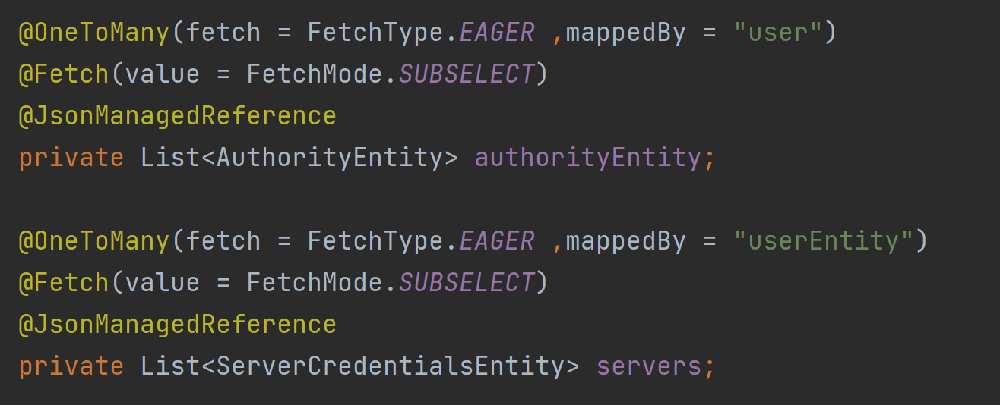 @OneToMany(fetch = FetchType.EAGER ,mappedBy = "user")
@Fetch(value = FetchMode.SUBSELECT)
@JsonManagedReference
private List<AuthorityEntity> authorityEntity;
@OneToMany(fetch = FetchType.EAGER ,mappedBy = "userEntity")
@Fetch(value = FetchMode.SUBSELECT)
@JsonManagedReference
private List<ServerCredentialsEntity> servers;